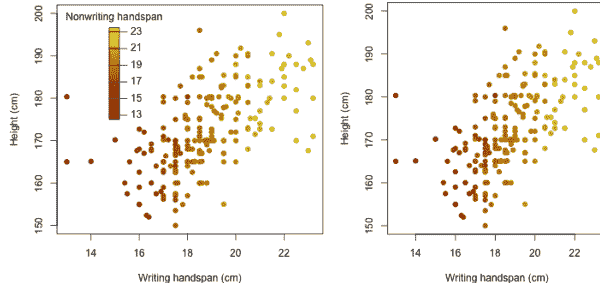 Nonwriting handspan
23
21
19
17
15
13
200
190
180
170
160
150
Height (cm)
14 16 18 20 22
Writing handspan (cm)
200
190
180
170
160
150
Height (cm)
14 16 18 20 22
Writing handspan (cm)